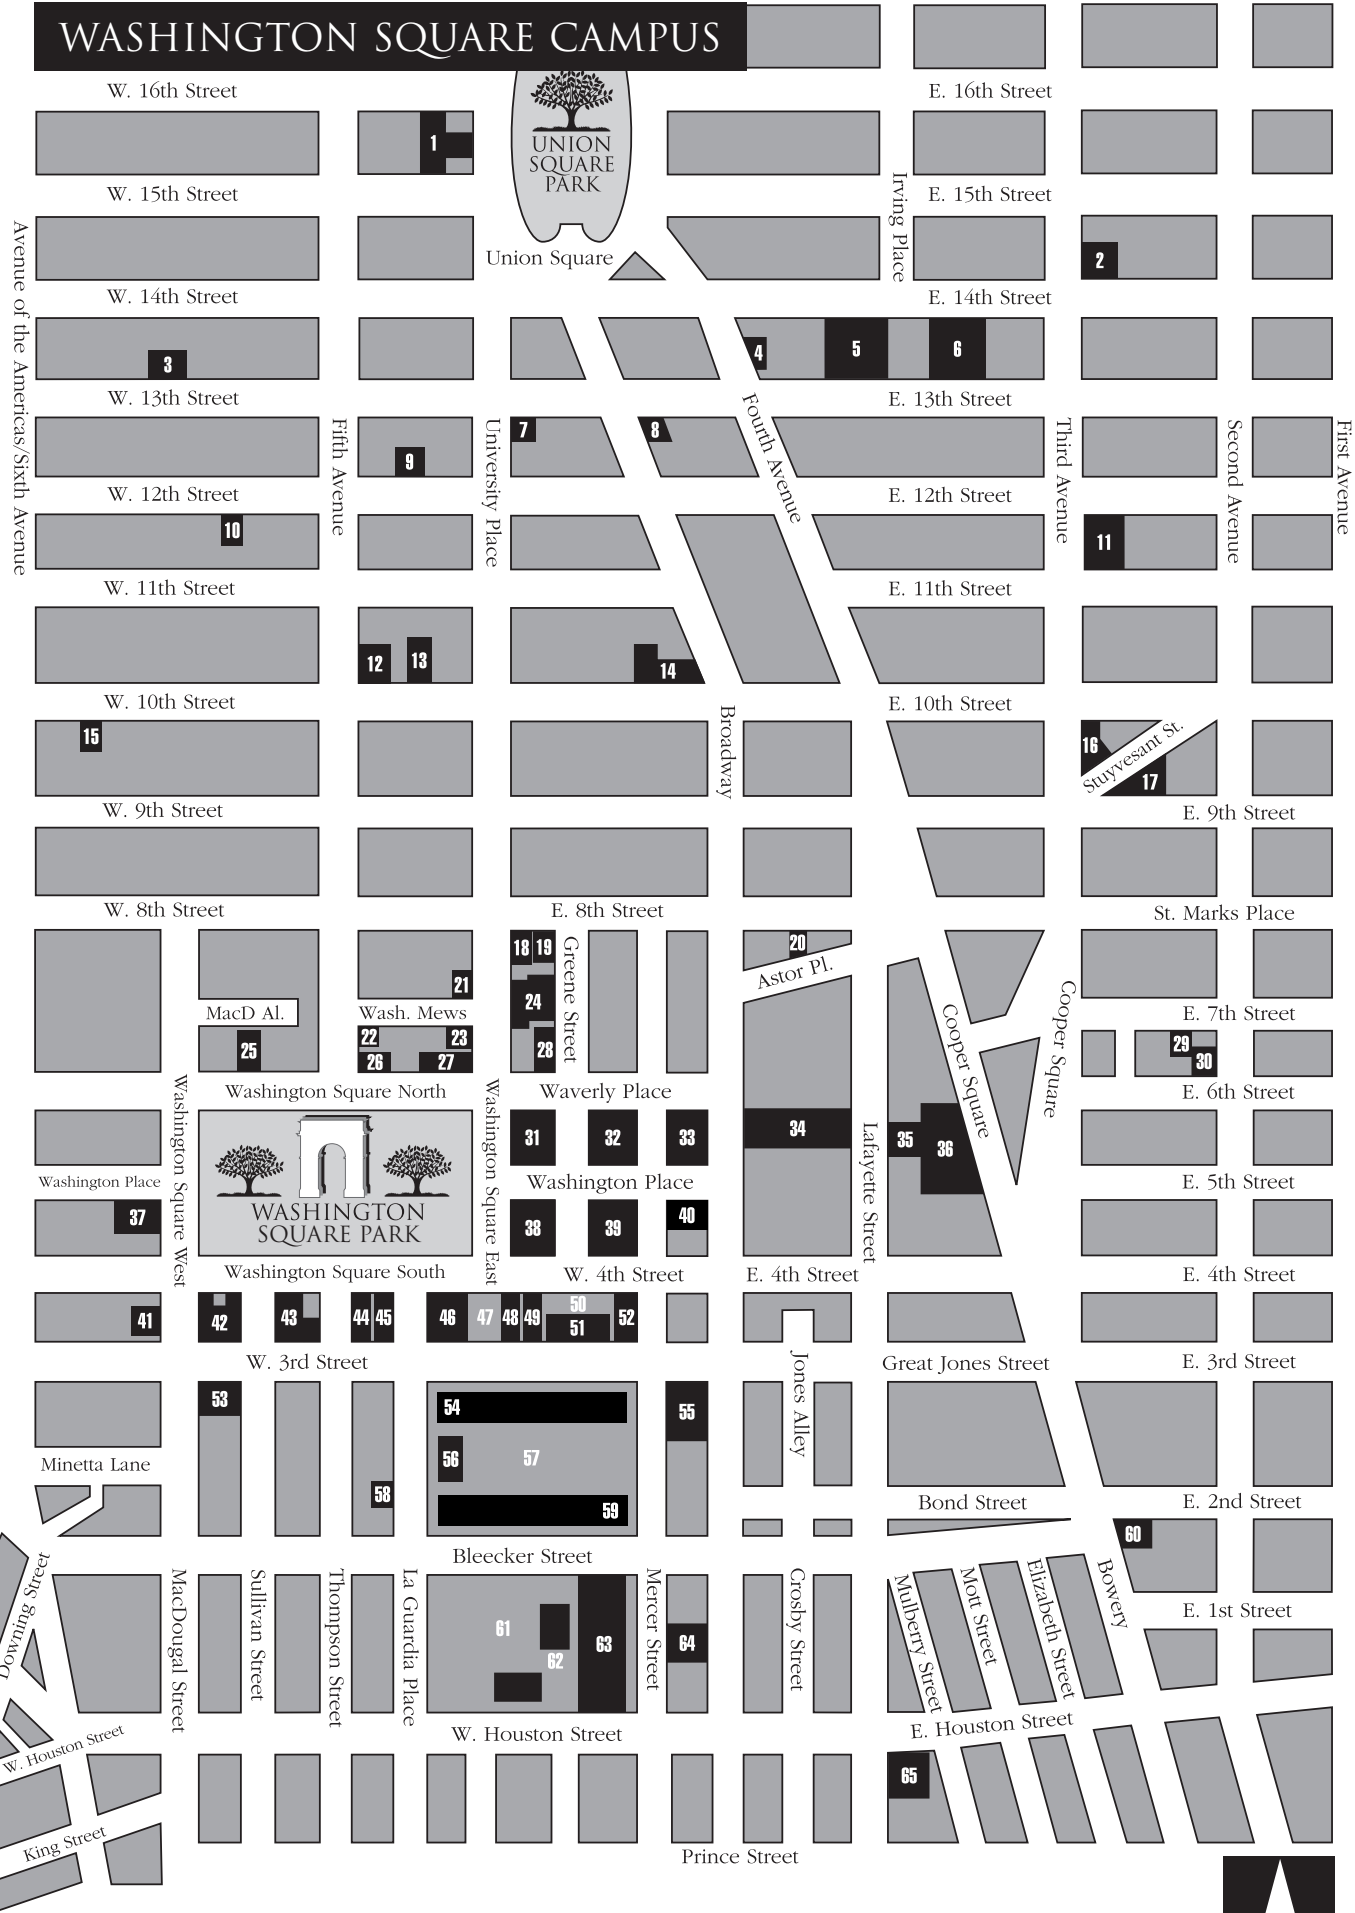 WASHINGTON SQUARE CAMPUS
W. 16th Street
E. 16th Street
1
UNION
SQUARE
PARK
W. 15th Street
E. 15th Street
Irving Place
Avenue of the Americas/Sixth Avenue
Union Square
2
W. 14th Street
E. 14th Street
3
4
5
6
W. 13th Street
E. 13th Street
Fourth Avenue
Fifth Avenue
University Place
Third Avenue
Second Avenue
First Avenue
7
8
9
W. 12th Street
E. 12th Street
10
11
W. 11th Street
E. 11th Street
12
13
14
W. 10th Street
E. 10th Street
Broadway
15
16
Stuyvesant St.
17
W. 9th Street
E. 9th Street
W. 8th Street
E. 8th Street
St. Marks Place
18
19
Greene Street
20
Astor Pl.
21
24
MacD Al.
Wash. Mews
Cooper Square
Cooper Square
E. 7th Street
22
23
25
26
27
28
29
30
Washington Square North
Waverly Place
E. 6th Street
Washington Square West
Washington Square East
31
32
33
34
Lafayette Street
35
36
WASHINGTON
SQUARE PARK
Washington Place
Washington Place
E. 5th Street
37
38
39
40
Washington Square South
W. 4th Street
E. 4th Street
E. 4th Street
41
42
43
44
45
46
47
48
49
50
51
52
W. 3rd Street
Great Jones Street
E. 3rd Street
Jones Alley
53
54
55
56
57
58
59
Minetta Lane
Bond Street
E. 2nd Street
60
Bleecker Street
Downing Street
MacDougal Street
Sullivan Street
Thompson Street
La Guardia Place
Mercer Street
Crosby Street
Mulberry Street
Mott Street
Elizabeth Street
Bowery
E. 1st Street
61
62
63
64
W. Houston Street
W. Houston Street
E. Houston Street
65
King Street
Prince Street